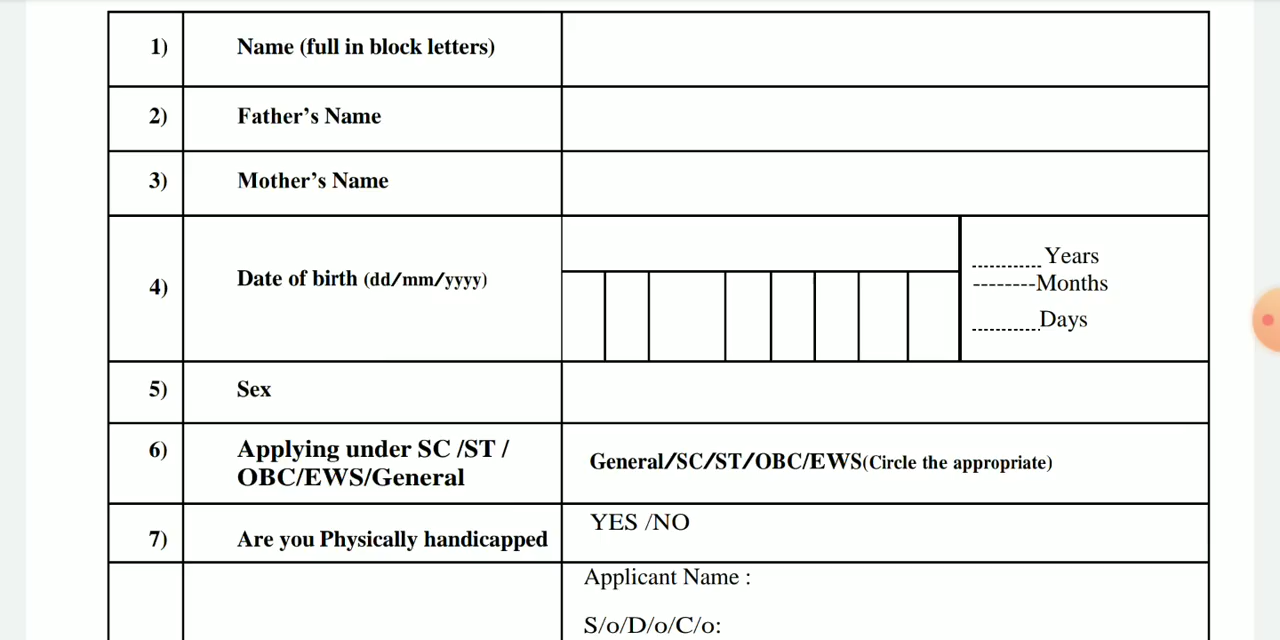 1) Name (full in block letters)
2) Father’s Name
3) Mother’s Name
4) Date of birth (dd/mm/yyyy)
..........Years
--------Months
..........Days
5) Sex
6) Applying under SC /ST /
OBC/EWS/General
General/SC/ST/OBC/EWS(Circle the appropriate)
7) Are you Physically handicapped
YES /NO
Applicant Name :
S/o/D/o/C/o: